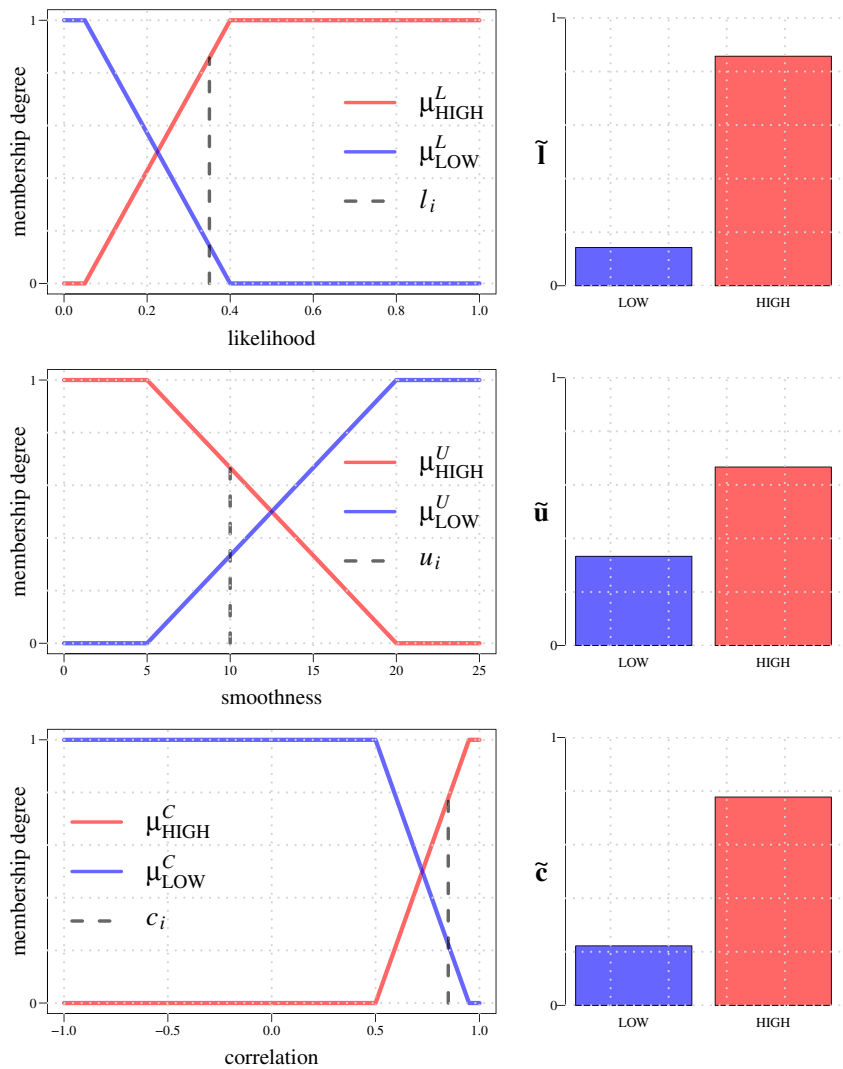 membership degree
1
0
μ^L_HIGH
μ^L_LOW
l_i
0.0 0.2 0.4 0.6 0.8 1.0
likelihood
l̃
1
0
LOW HIGH
membership degree
1
0
μ^U_HIGH
μ^U_LOW
u_i
0 5 10 15 20 25
smoothness
ũ
1
0
LOW HIGH
membership degree
1
0
μ^C_HIGH
μ^C_LOW
c_i
−1.0 −0.5 0.0 0.5 1.0
correlation
c̃
1
0
LOW HIGH